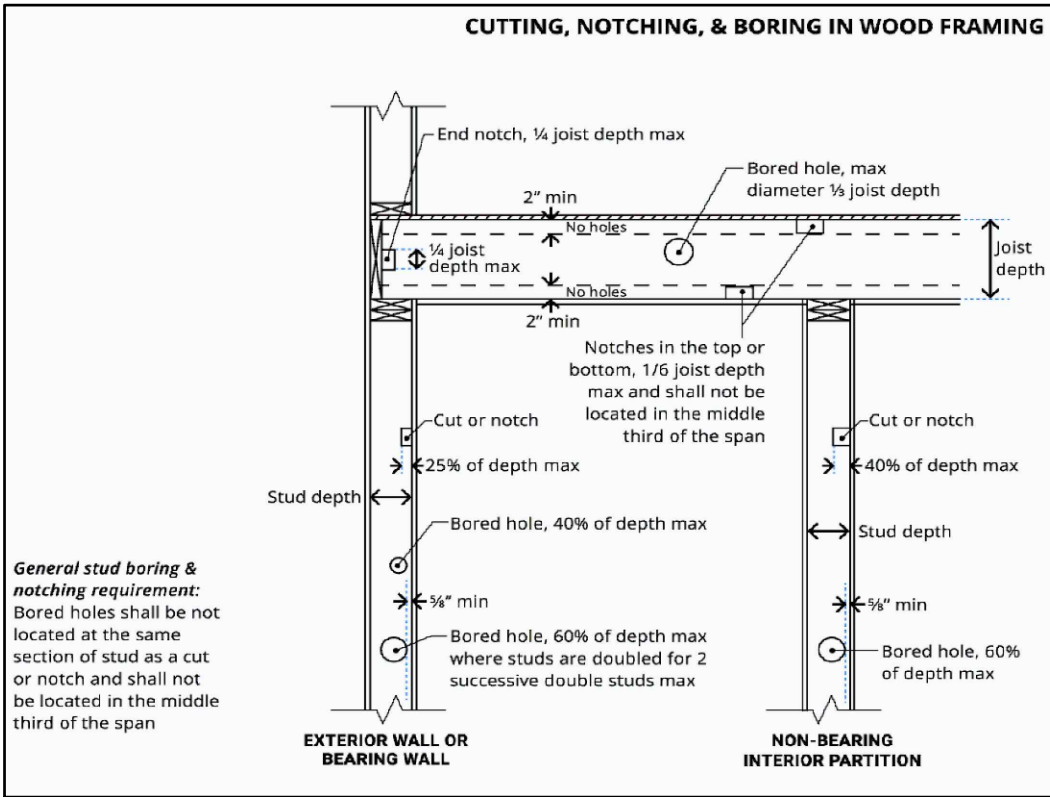 CUTTING, NOTCHING, & BORING IN WOOD FRAMING
End notch, ¼ joist depth max
Bored hole, max
diameter ⅓ joist depth
2" min
No holes
¼ joist
depth max
Joist
depth
No holes
2" min
Notches in the top or
bottom, 1/6 joist depth
max and shall not be
located in the middle
third of the span
Cut or notch
25% of depth max
Stud depth
Bored hole, 40% of depth max
⅝" min
Bored hole, 60% of depth max
where studs are doubled for 2
successive double studs max
Cut or notch
40% of depth max
Stud depth
⅝" min
Bored hole, 60%
of depth max
General stud boring &
notching requirement:
Bored holes shall be not
located at the same
section of stud as a cut
or notch and shall not
be located in the middle
third of the span
EXTERIOR WALL OR
BEARING WALL
NON-BEARING
INTERIOR PARTITION